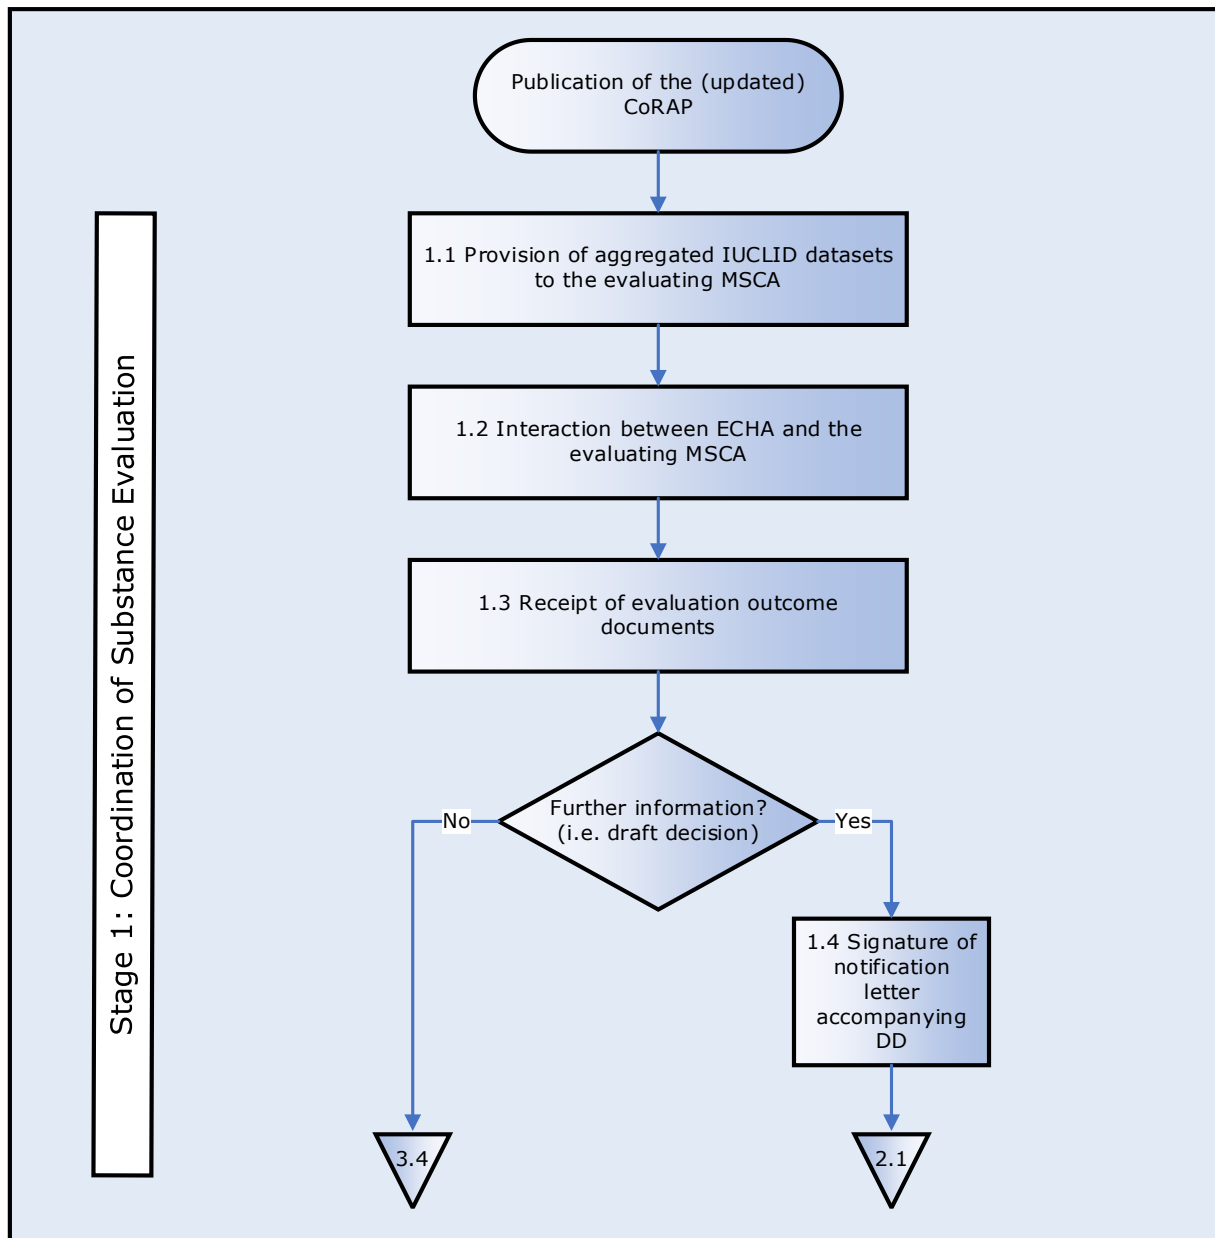 Publication of the (updated)
CoRAP
Stage 1: Coordination of Substance Evaluation
1.1 Provision of aggregated IUCLID datasets
to the evaluating MSCA
1.2 Interaction between ECHA and the
evaluating MSCA
1.3 Receipt of evaluation outcome
documents
Further information?
(i.e. draft decision)
No
Yes
1.4 Signature of
notification
letter
accompanying
DD
3.4
2.1